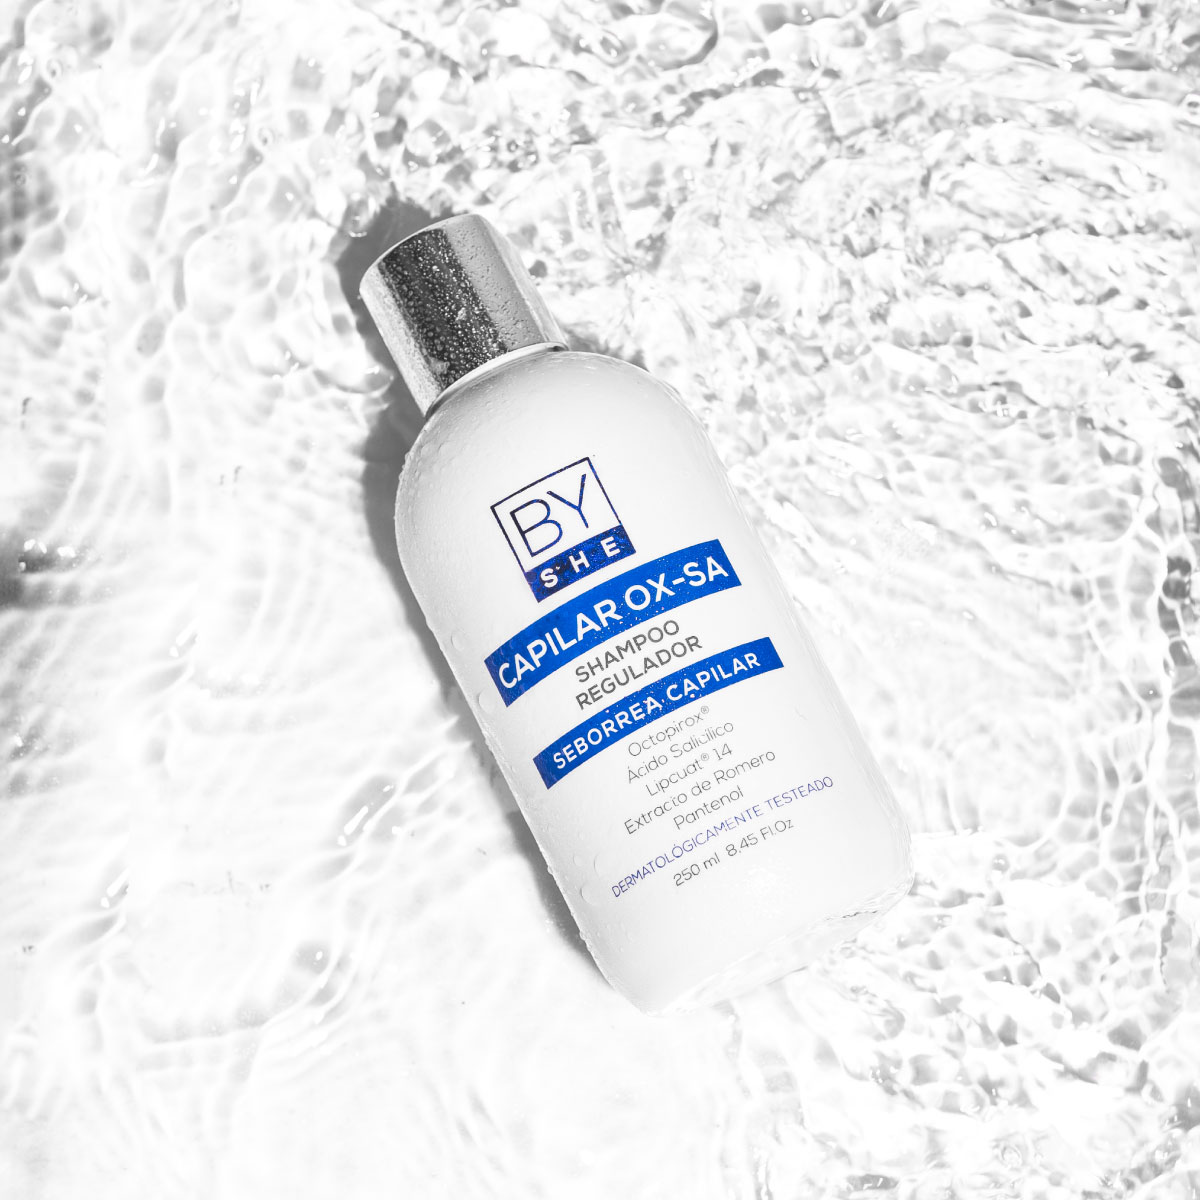 BY
SHE
CAPILAR OX-SA
SHAMPOO
REGULADOR
SEBORREA CAPILAR
Octopirox®
Ácido Salicílico
Lipcuat® 14
Extracto de Romero
Pantenol
DERMATOLÓGICAMENTE TESTEADO
250 ml 8.45 Fl.Oz